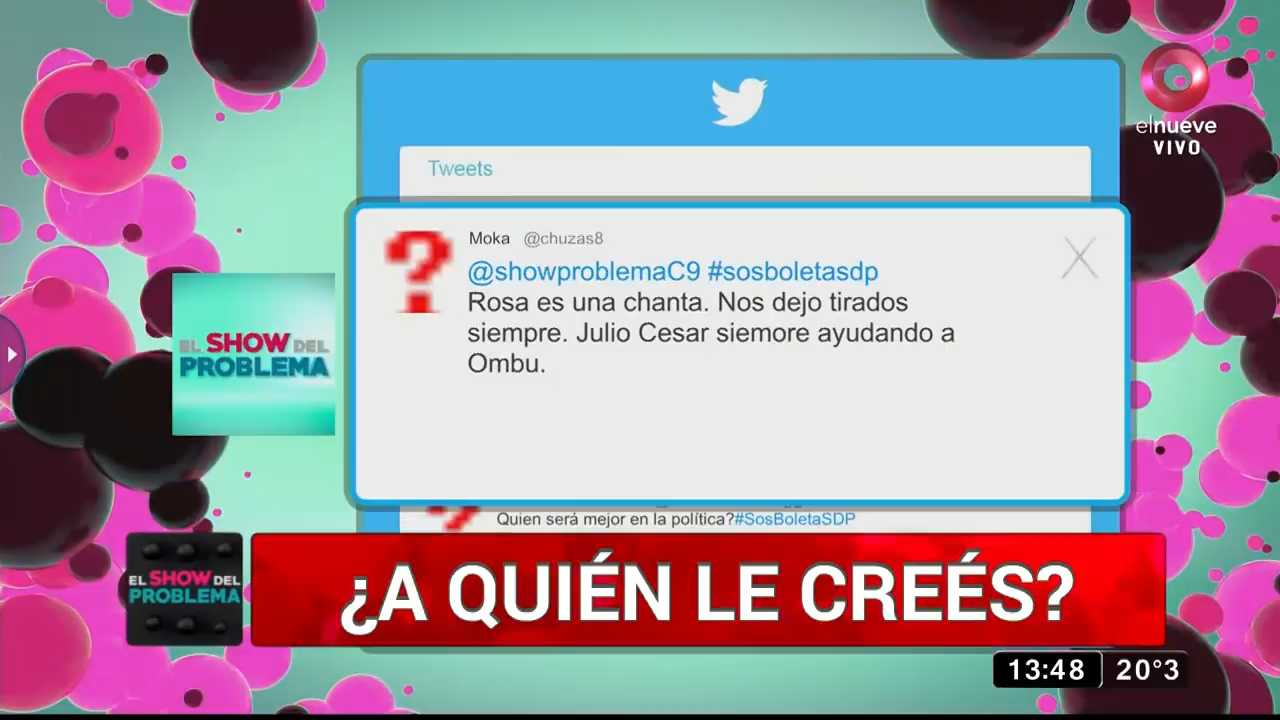 elnueve
VIVO
Tweets
Moka @chuzas8
@showproblemaC9 #sosboletasdp
Rosa es una chanta. Nos dejo tirados
siempre. Julio Cesar siemore ayudando a
Ombu.
EL SHOW DEL
PROBLEMA
Quien será mejor en la política?#SosBoletaSDP
EL SHOW DEL
PROBLEMA
¿A QUIÉN LE CREÉS?
13:48 20°3